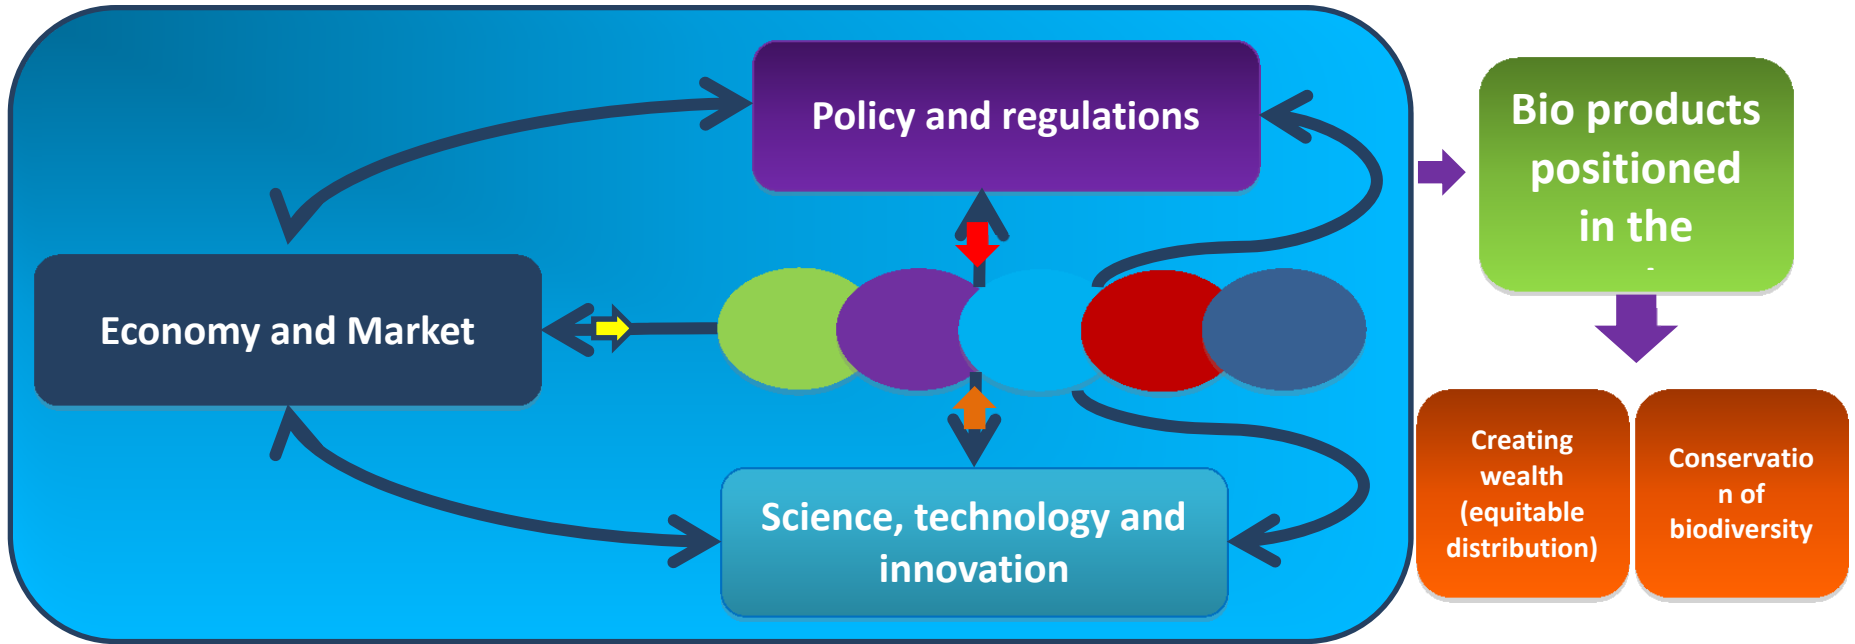 Policy and regulations
Bio products
positioned
in the
-
Economy and Market
Science, technology and
innovation
Creating
wealth
(equitable
distribution)
Conservatio
n of
biodiversity